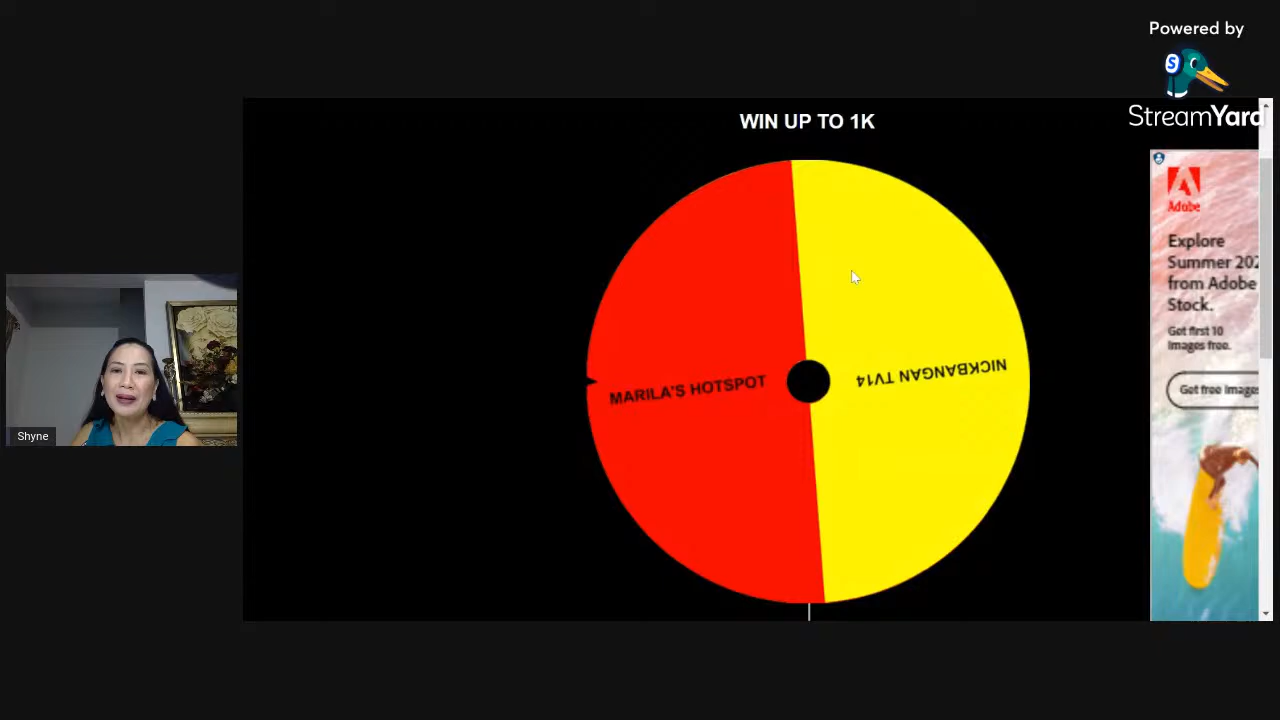 Powered by
StreamYard
WIN UP TO 1K
MARILA'S HOTSPOT
NICKBANGAN TV14
Adobe
Explore
Summer 202
from Adobe
Stock.
Get first 10
images free.
Get free image
Shyne